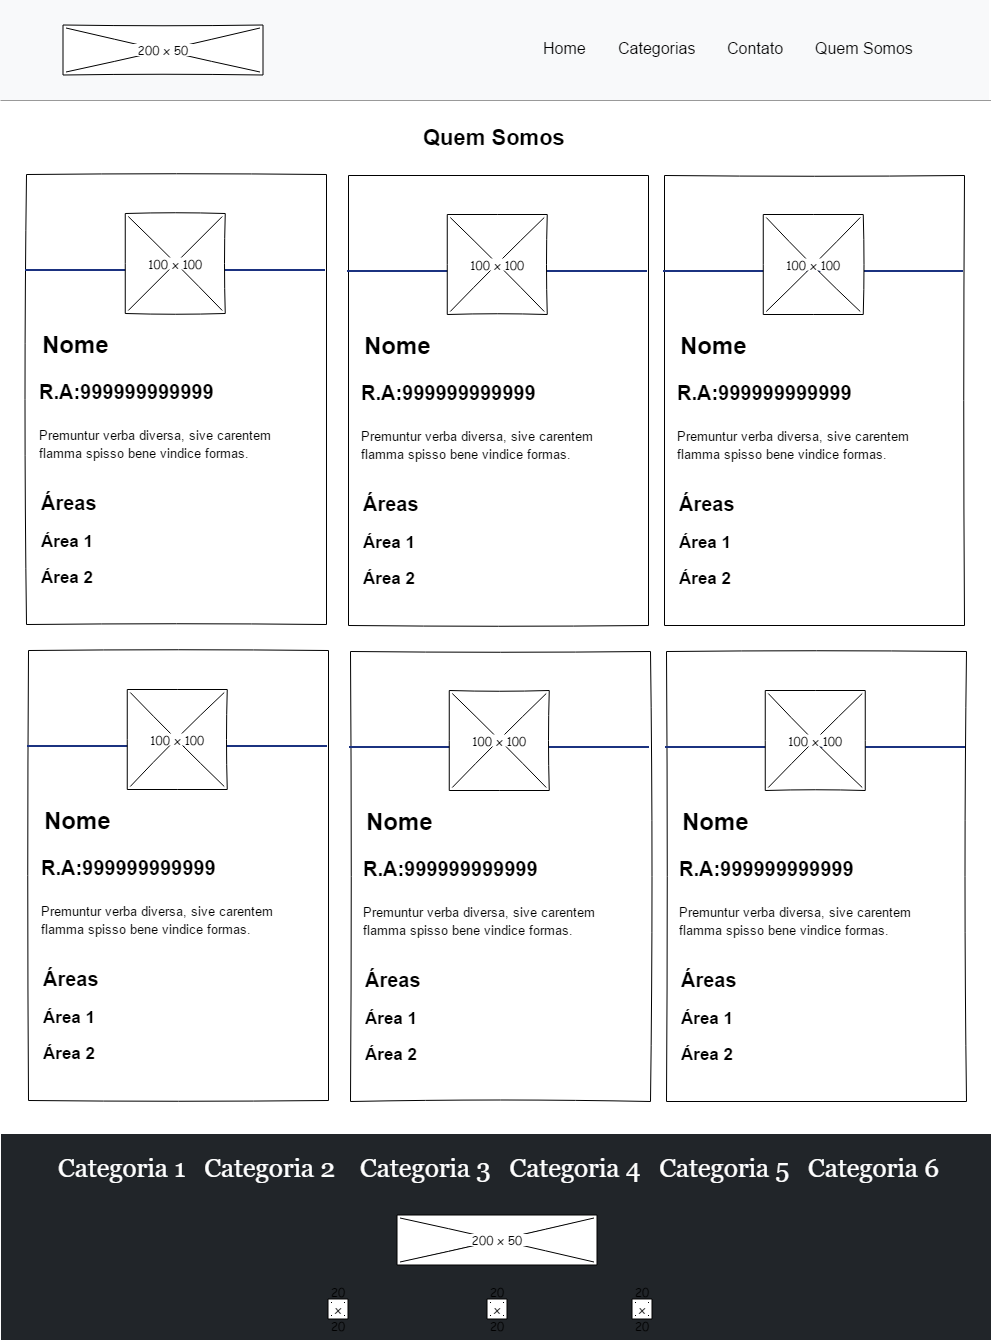 200 x 50
Home Categorias Contato Quem Somos
Quem Somos
100 x 100
Nome
R.A:999999999999
Premuntur verba diversa, sive carentem
flamma spisso bene vindice formas.
Áreas
Área 1
Área 2
100 x 100
Nome
R.A:999999999999
Premuntur verba diversa, sive carentem
flamma spisso bene vindice formas.
Áreas
Área 1
Área 2
100 x 100
Nome
R.A:999999999999
Premuntur verba diversa, sive carentem
flamma spisso bene vindice formas.
Áreas
Área 1
Área 2
100 x 100
Nome
R.A:999999999999
Premuntur verba diversa, sive carentem
flamma spisso bene vindice formas.
Áreas
Área 1
Área 2
100 x 100
Nome
R.A:999999999999
Premuntur verba diversa, sive carentem
flamma spisso bene vindice formas.
Áreas
Área 1
Área 2
100 x 100
Nome
R.A:999999999999
Premuntur verba diversa, sive carentem
flamma spisso bene vindice formas.
Áreas
Área 1
Área 2
Categoria 1 Categoria 2 Categoria 3 Categoria 4 Categoria 5 Categoria 6
200 x 50
20
x
20
20
x
20
20
x
20